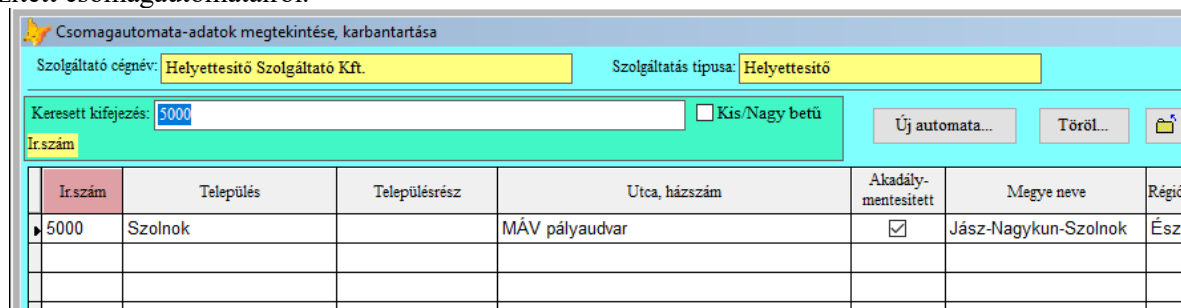 csomagautomatáiról.
Csomagautomata-adatok megtekintése, karbantartása
Szolgáltató cégnév: Helyettesítő Szolgáltató Kft. Szolgáltatás típusa: Helyettesítő
Keresett kifejezés: 5000 Kis/Nagy betű Új automata... Töröl...
Ir.szám
Ir.szám Település Településrész Utca, házszám Akadály-mentesített Megye neve
5000 Szolnok MÁV pályaudvar Jász-Nagykun-Szolnok